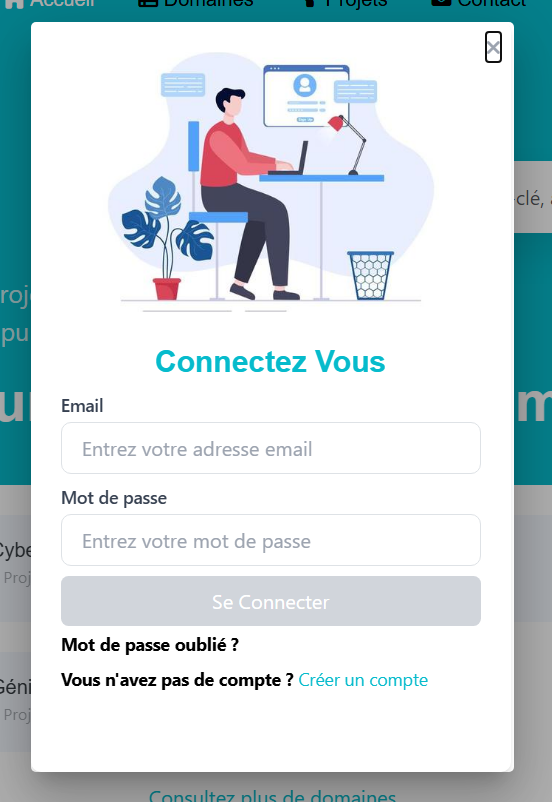 Accueil Domaines Projets Contact
Connectez Vous
Email
Entrez votre adresse email
Mot de passe
Entrez votre mot de passe
Se Connecter
Mot de passe oublié ?
Vous n'avez pas de compte ? Créer un compte
Consultez plus de domaines